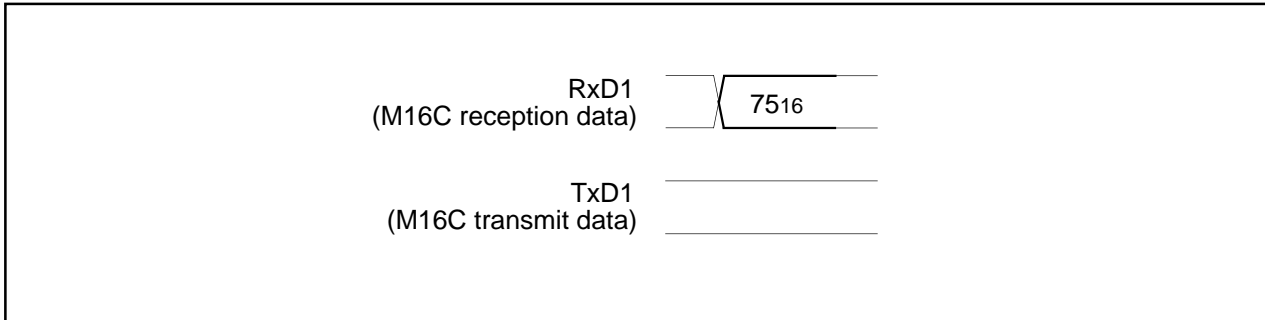 RxD1
(M16C reception data)
7516
TxD1
(M16C transmit data)